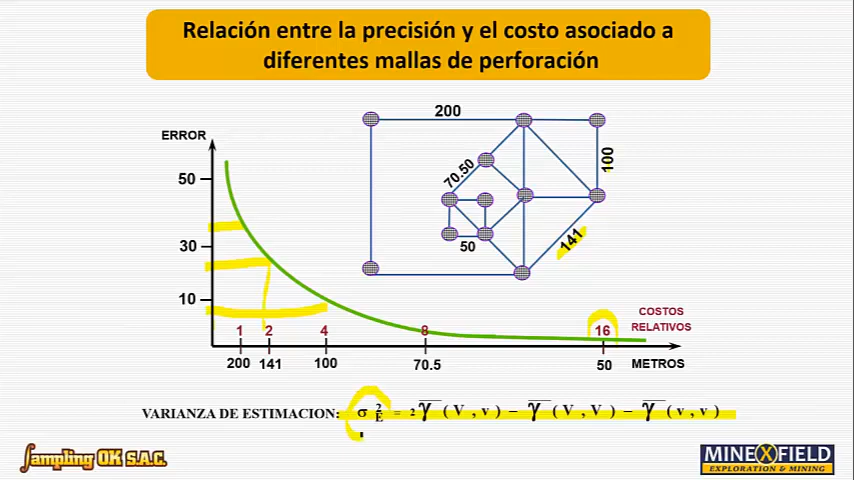 Relación entre la precisión y el costo asociado a
diferentes mallas de perforación
200
ERROR
100
70.50
50
141
50
30
10
COSTOS
RELATIVOS
1 2 4 8 16
200 141 100 70.5 50 METROS
VARIANZA DE ESTIMACION: σ²E = 2 γ̅ ( V , v ) − γ̅ ( V , V ) − γ̅ ( v , v )
Sampling OK S.A.C.
MINEXFIELD
EXPLORATION & MINING